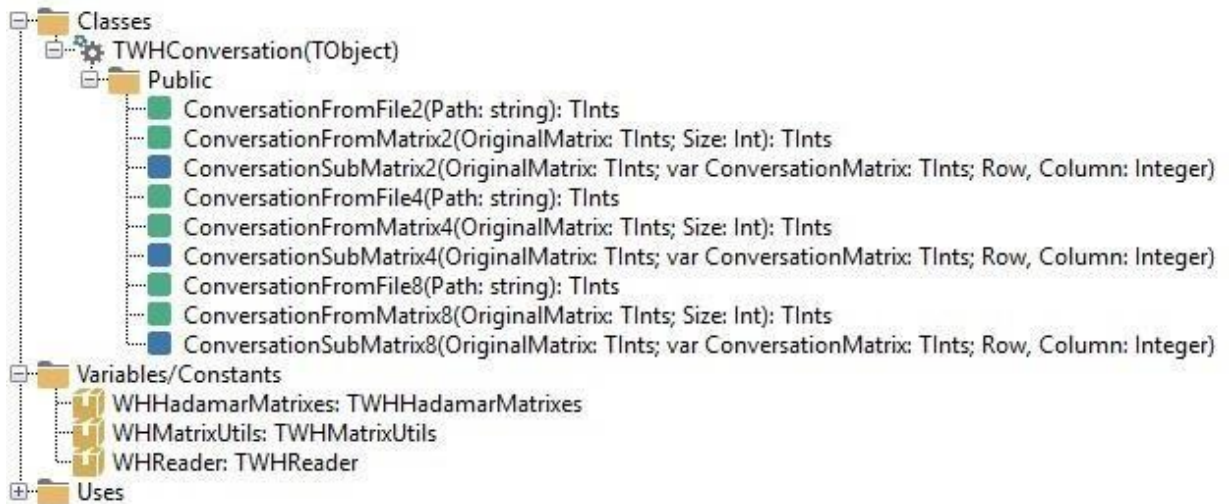 Classes
TWHConversation(TObject)
Public
ConversationFromFile2(Path: string): TInts
ConversationFromMatrix2(OriginalMatrix: TInts; Size: Int): TInts
ConversationSubMatrix2(OriginalMatrix: TInts; var ConversationMatrix: TInts; Row, Column: Integer)
ConversationFromFile4(Path: string): TInts
ConversationFromMatrix4(OriginalMatrix: TInts; Size: Int): TInts
ConversationSubMatrix4(OriginalMatrix: TInts; var ConversationMatrix: TInts; Row, Column: Integer)
ConversationFromFile8(Path: string): TInts
ConversationFromMatrix8(OriginalMatrix: TInts; Size: Int): TInts
ConversationSubMatrix8(OriginalMatrix: TInts; var ConversationMatrix: TInts; Row, Column: Integer)
Variables/Constants
WHHadamarMatrixes: TWHHadamarMatrixes
WHMatrixUtils: TWHMatrixUtils
WHReader: TWHReader
Uses